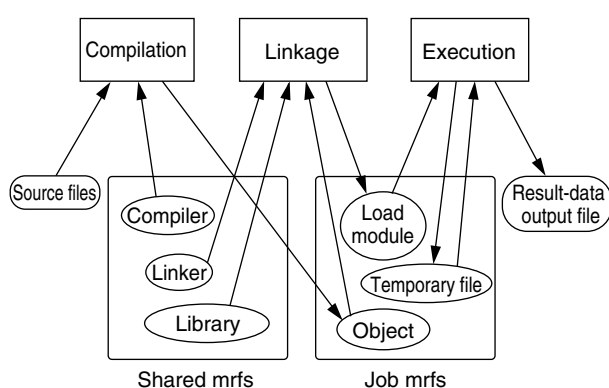 Compilation
Linkage
Execution
Source files
Compiler
Linker
Library
Load
module
Temporary file
Object
Result-data
output file
Shared mrfs
Job mrfs